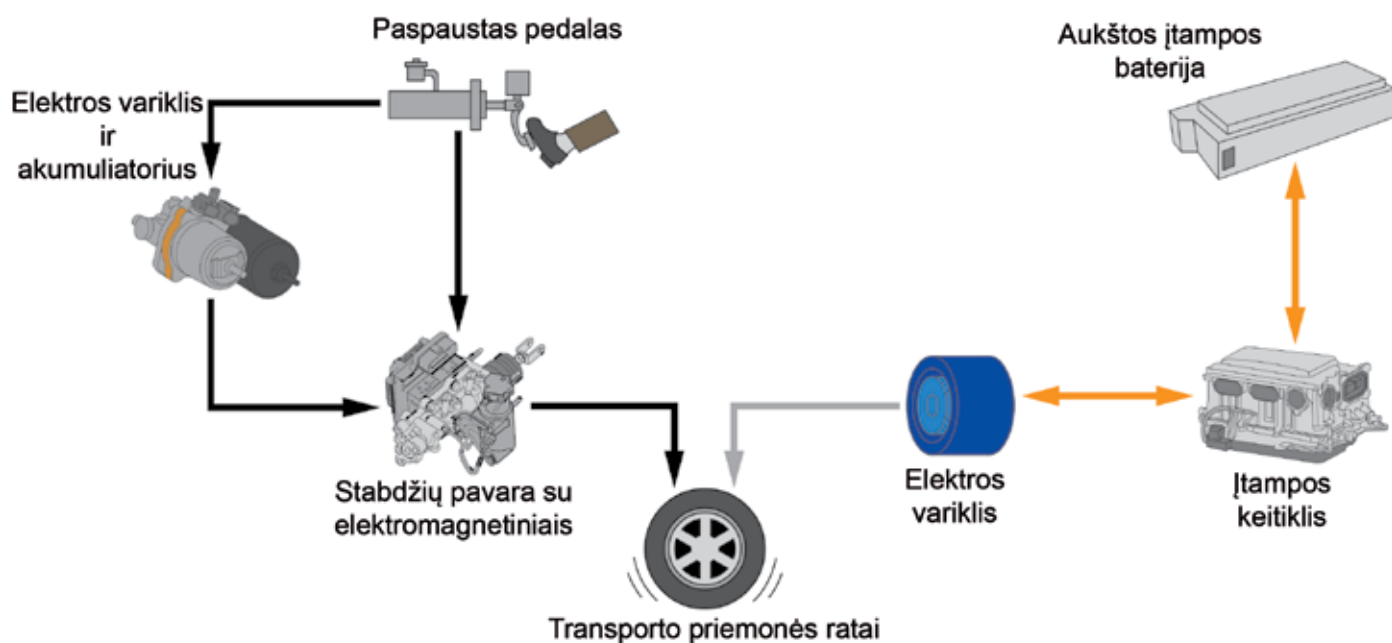 Paspaustas pedalas
Aukštos įtampos
baterija
Elektros variklis
ir
akumuliatorius
Stabdžių pavara su
elektromagnetiniais
Elektros
variklis
Įtampos
keitiklis
Transporto priemonės ratai